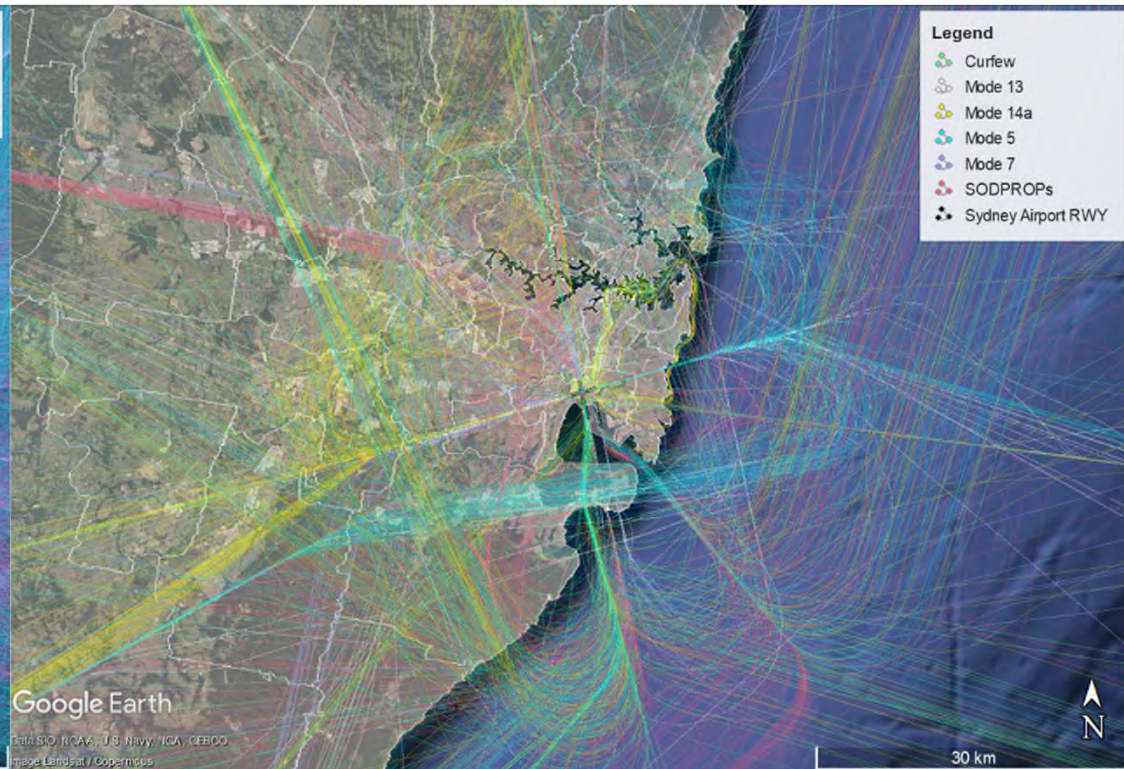 Legend
Curfew
Mode 13
Mode 14a
Mode 5
Mode 7
SODPROPs
Sydney Airport RWY
Google Earth
Data SIO, NOAA, U.S. Navy, NGA, GEBCO
Image Landsat / Copernicus
N
30 km